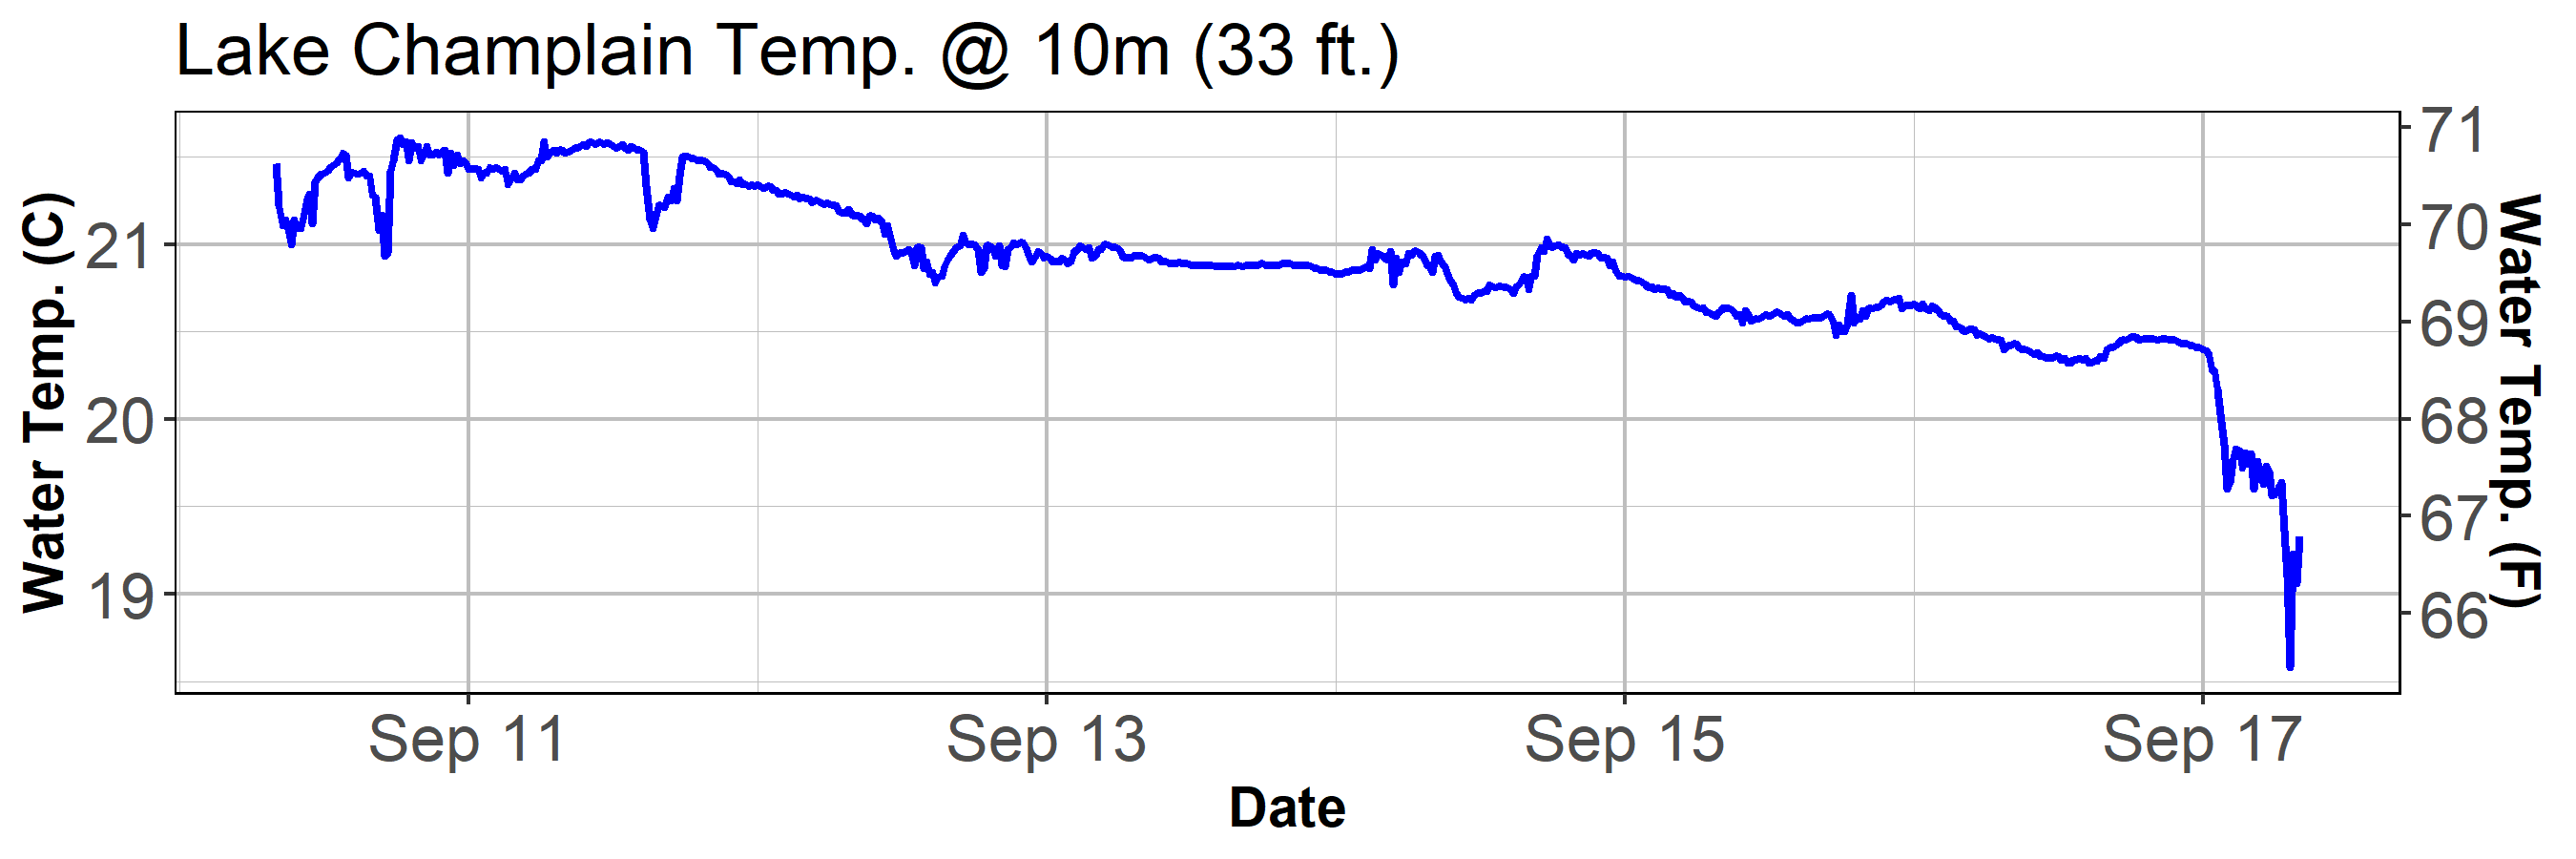 Lake Champlain Temp. @ 10m (33 ft.)
Water Temp. (C)
21
20
19
71
70
69
68
67
66
Water Temp. (F)
Sep 11 Sep 13 Sep 15 Sep 17
Date